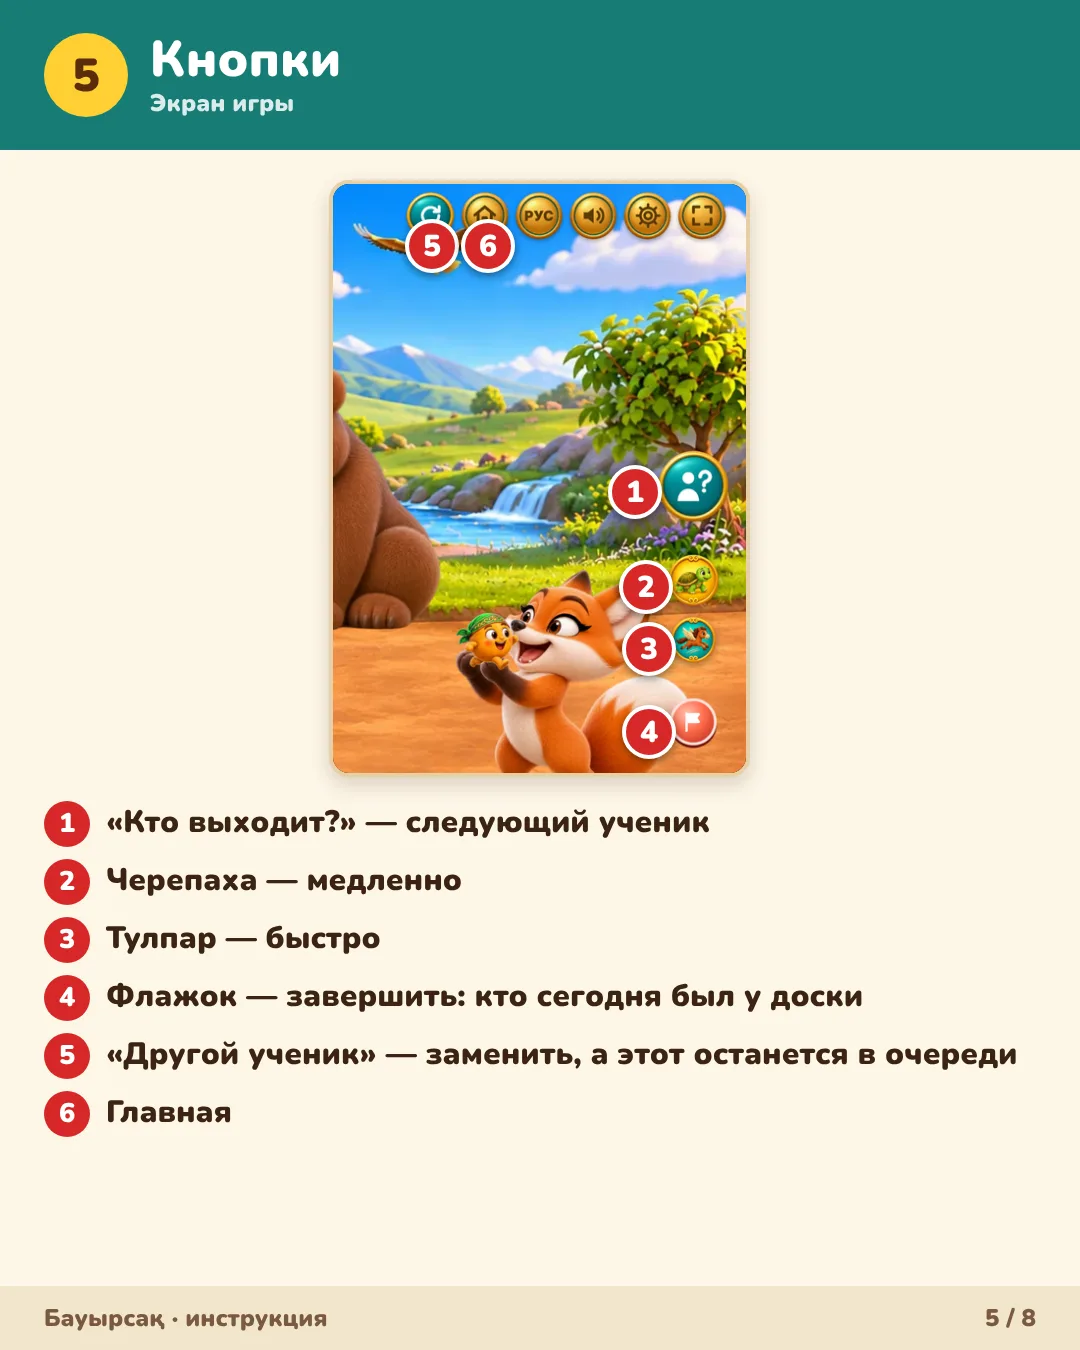 5
Кнопки
Экран игры
РУС
5 6
?
1
2
3
4
1 «Кто выходит?» — следующий ученик
2 Черепаха — медленно
3 Тулпар — быстро
4 Флажок — завершить: кто сегодня был у доски
5 «Другой ученик» — заменить, а этот останется в очереди
6 Главная
Бауырсақ · инструкция
5 / 8